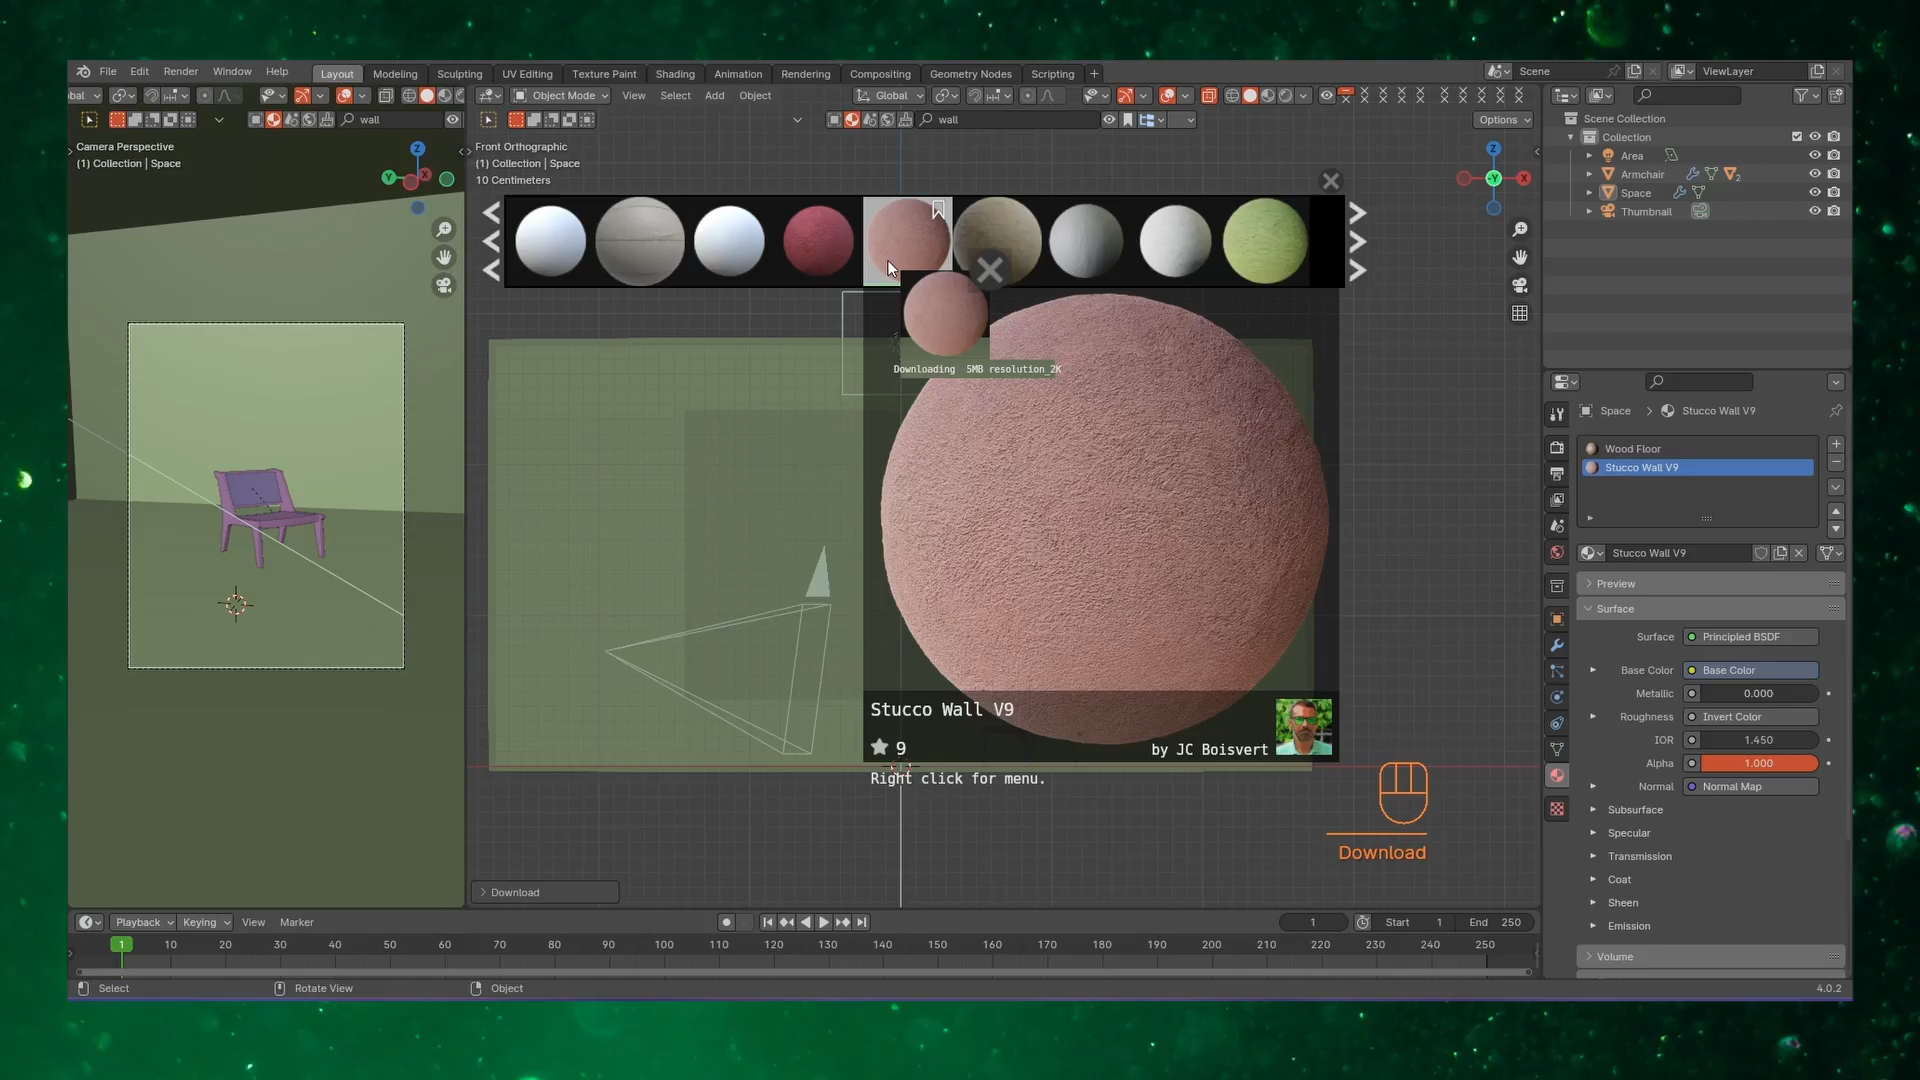 File Edit Render Window Help Layout Modeling Sculpting UV Editing Texture Paint Shading Animation Rendering Compositing Geometry Nodes Scripting + Scene ViewLayer
bal Object Mode View Select Add Object Global
wall wall Options
Camera Perspective
(1) Collection | Space
Front Orthographic
(1) Collection | Space
10 Centimeters
Z
Y
X
Z
-Y
X
Downloading 5MB resolution_2K
Stucco Wall V9
9
by JC Boisvert
Right click for menu.
Download
Download
Scene Collection
Collection
Area
Armchair 2
Space
Thumbnail
Space Stucco Wall V9
Wood Floor
Stucco Wall V9
Stucco Wall V9
Preview
Surface
Surface Principled BSDF
Base Color Base Color
Metallic 0.000
Roughness Invert Color
IOR 1.450
Alpha 1.000
Normal Normal Map
Subsurface
Specular
Transmission
Coat
Sheen
Emission
Volume
Playback Keying View Marker 1 Start 1 End 250
1 10 20 30 40 50 60 70 80 90 100 110 120 130 140 150 160 170 180 190 200 210 220 230 240 250
Select Rotate View Object 4.0.2